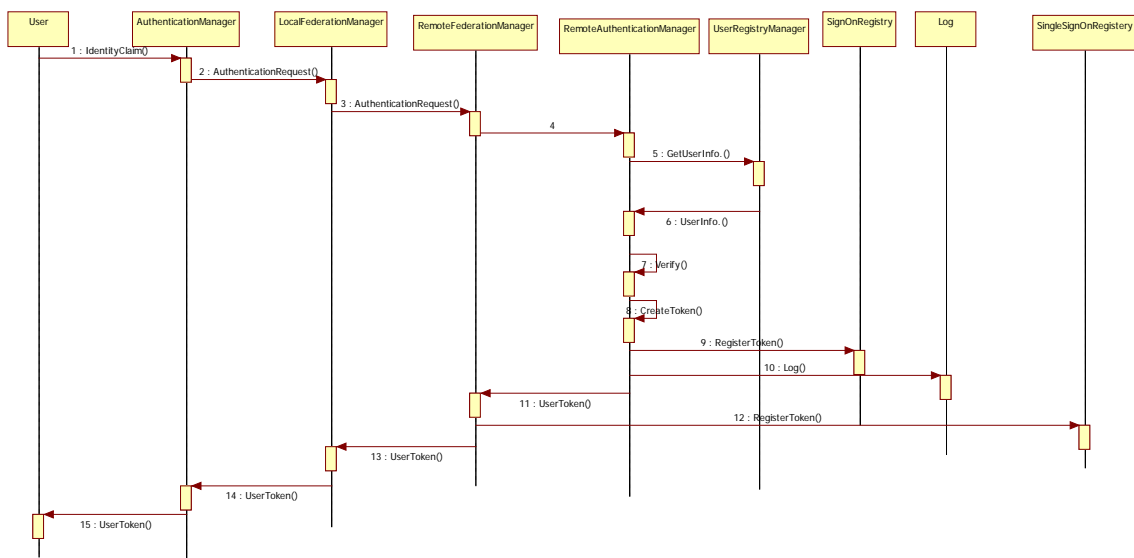 User
AuthenticationManager
LocalFederationManager
RemoteFederationManager
RemoteAuthenticationManager
UserRegistryManager
SignOnRegistry
Log
SingleSignOnRegistery
1 : IdentityClaim()
2 : AuthenticationRequest()
3 : AuthenticationRequest()
4
5 : GetUserInfo.()
6 : UserInfo.()
7 : Verify()
8 : CreateToken()
9 : RegisterToken()
10 : Log()
11 : UserToken()
12 : RegisterToken()
13 : UserToken()
14 : UserToken()
15 : UserToken()